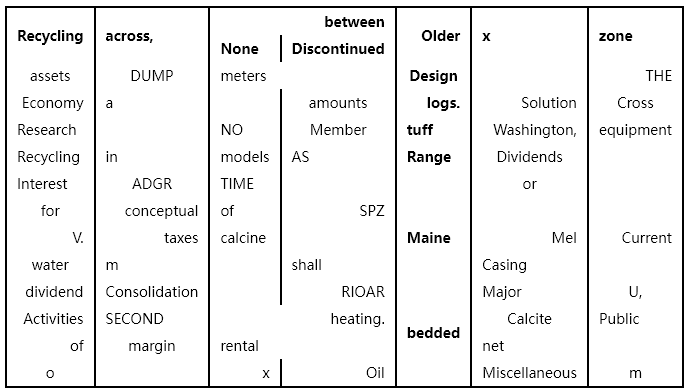 between
Recycling across, None Discontinued Older x zone
assets DUMP meters Design THE
Economy a amounts logs. Solution Cross
Research NO Member tuff Washington, equipment
Recycling in models AS Range Dividends
Interest ADGR TIME or
for conceptual of SPZ
V. taxes calcine Maine Mel Current
water m shall Casing
dividend Consolidation RIOAR Major U,
Activities SECOND heating. bedded Calcite Public
of margin rental net
o x Oil Miscellaneous m